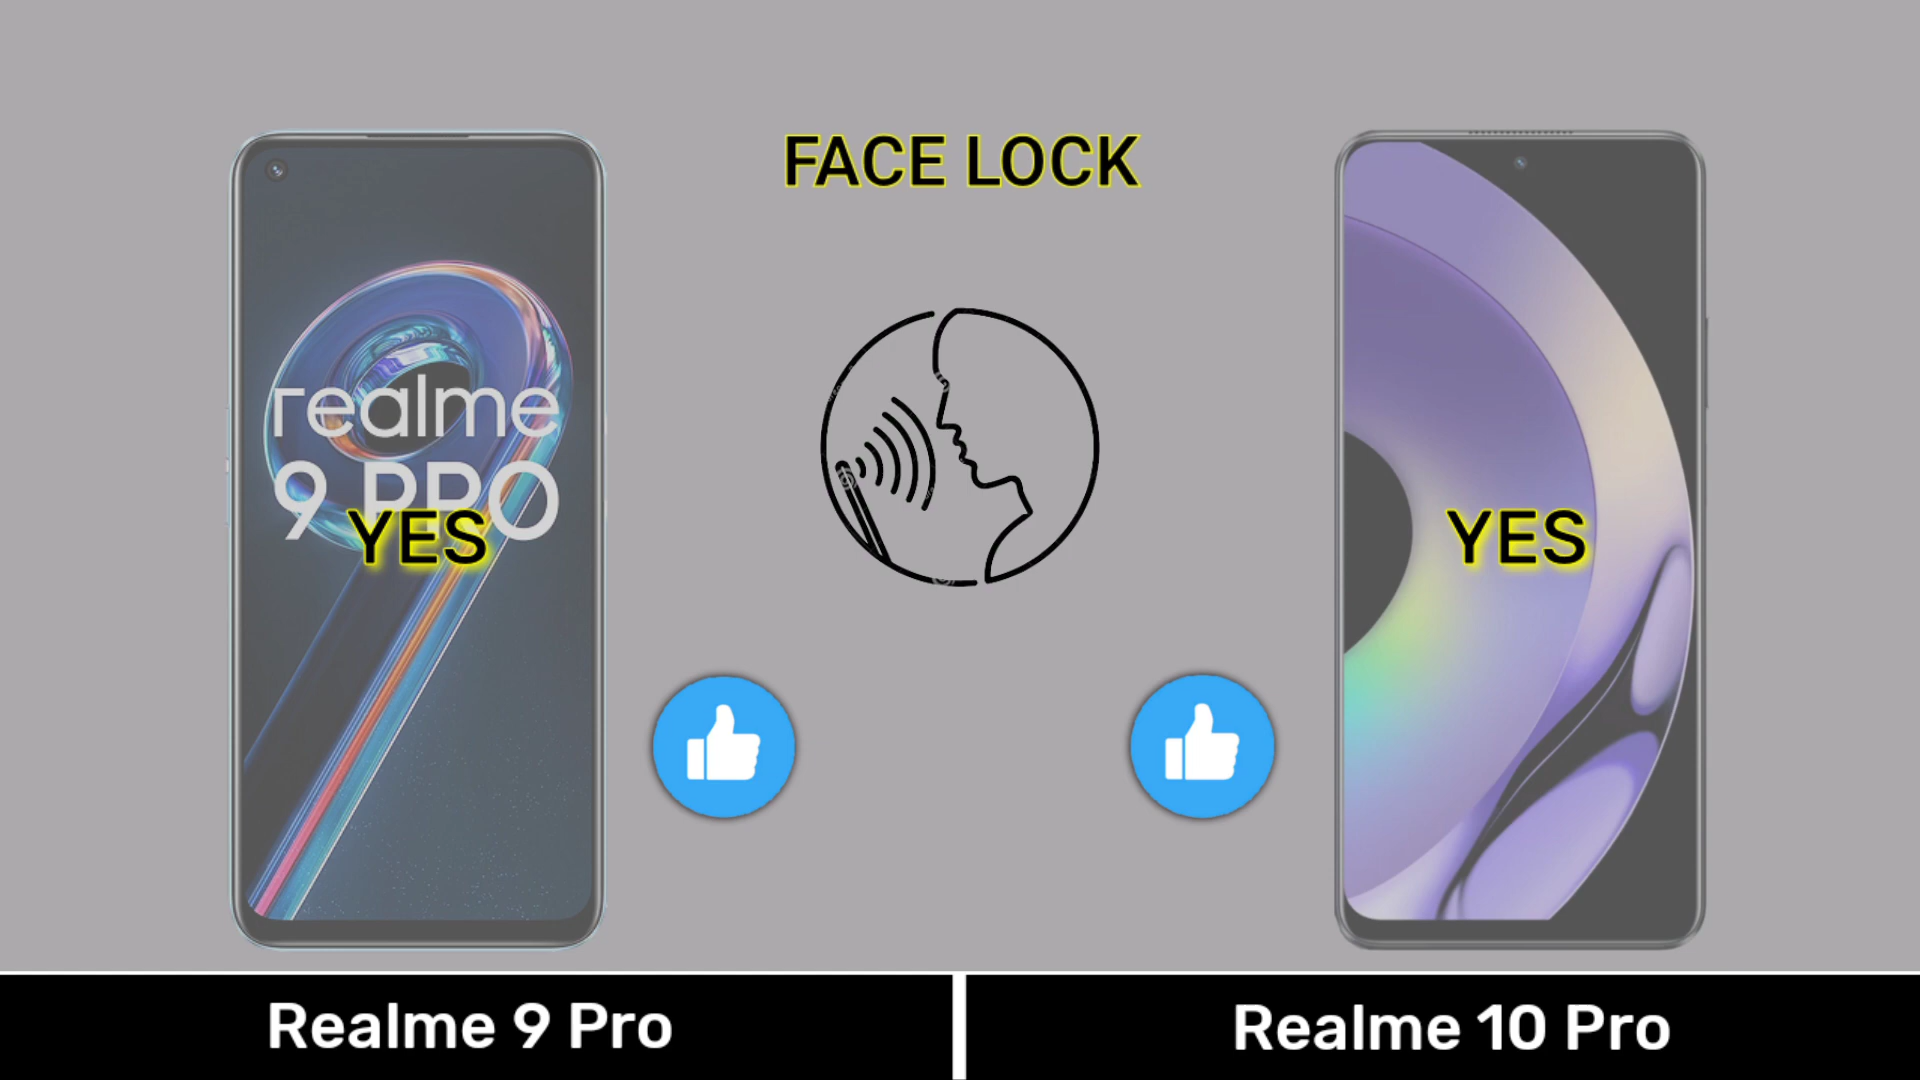 FACE LOCK
realme
9 PRO
YES
YES
Realme 9 Pro
Realme 10 Pro